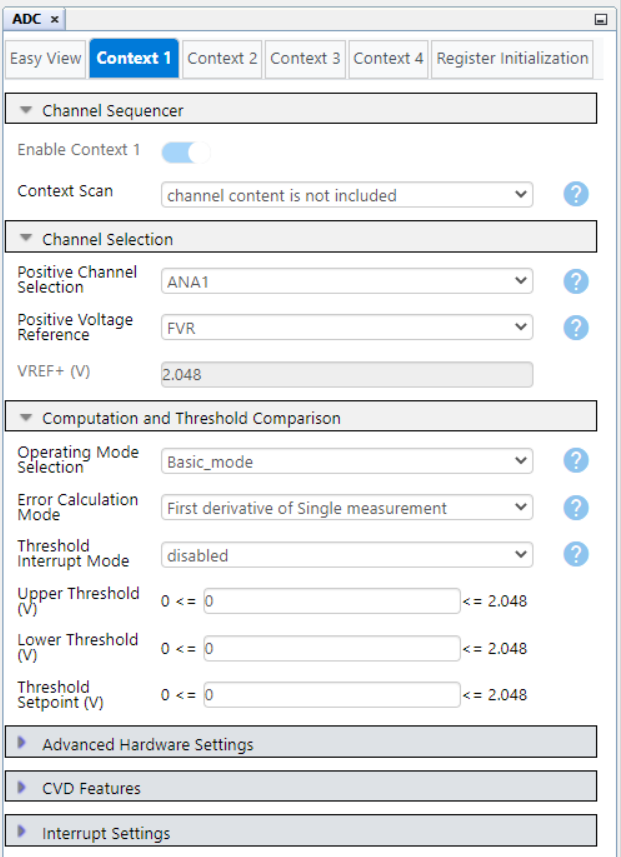 ADC ×
Easy View Context 1 Context 2 Context 3 Context 4 Register Initialization
Channel Sequencer
Enable Context 1
Context Scan channel content is not included ?
Channel Selection
Positive Channel
Selection ANA1 ?
Positive Voltage
Reference FVR ?
VREF+ (V) 2.048
Computation and Threshold Comparison
Operating Mode
Selection Basic_mode ?
Error Calculation
Mode First derivative of Single measurement ?
Threshold
Interrupt Mode disabled ?
Upper Threshold
(V) 0 <= 0 <= 2.048
Lower Threshold
(V) 0 <= 0 <= 2.048
Threshold
Setpoint (V) 0 <= 0 <= 2.048
Advanced Hardware Settings
CVD Features
Interrupt Settings